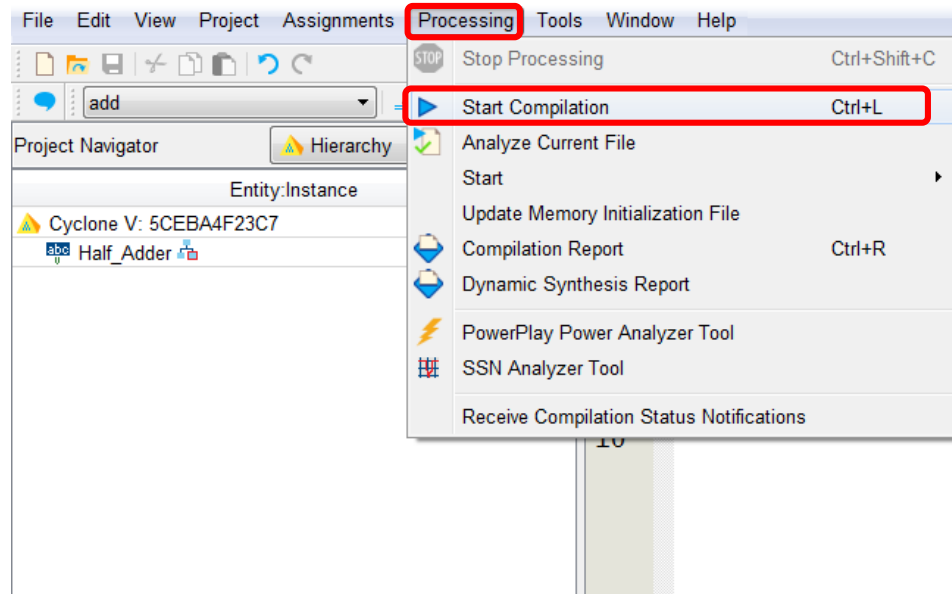 File Edit View Project Assignments Processing Tools Window Help
STOP Stop Processing Ctrl+Shift+C
add
Start Compilation Ctrl+L
Project Navigator Hierarchy
Analyze Current File
Start
Entity:Instance
Update Memory Initialization File
Cyclone V: 5CEBA4F23C7
abc Half_Adder
Compilation Report Ctrl+R
Dynamic Synthesis Report
PowerPlay Power Analyzer Tool
SSN Analyzer Tool
Receive Compilation Status Notifications